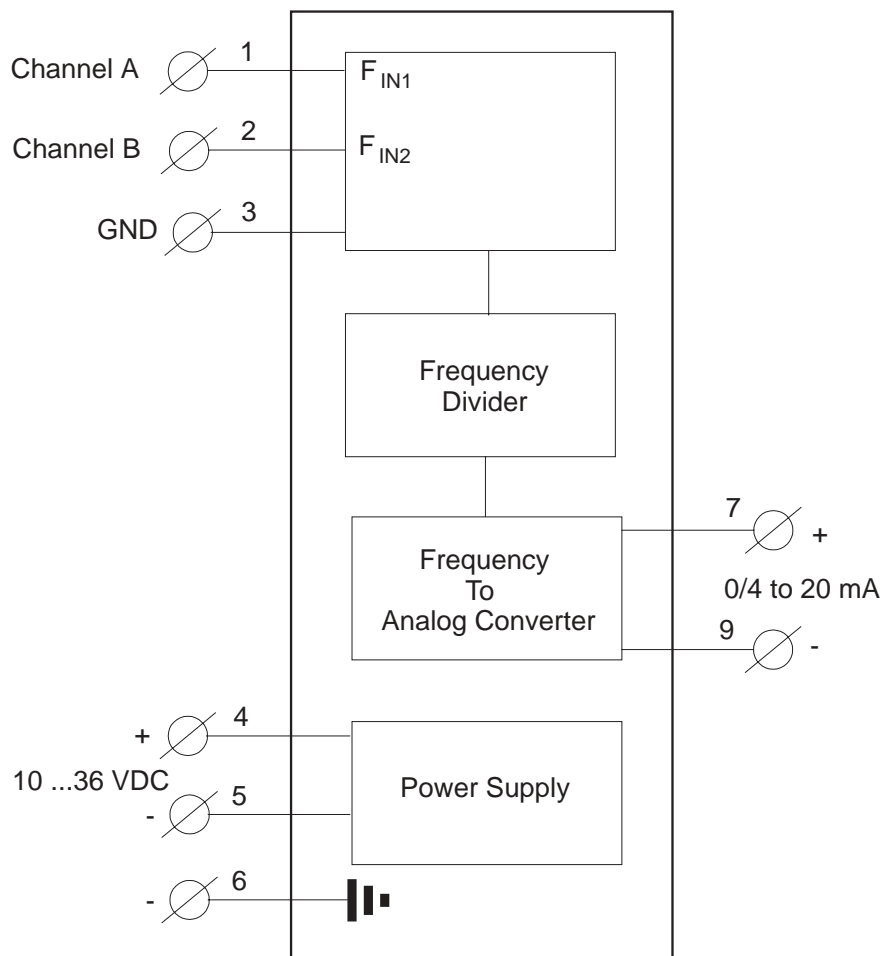 Channel A
1
F IN1
Channel B
2
F IN2
GND
3
Frequency
Divider
7
+
Frequency
To
Analog Converter
0/4 to 20 mA
9
-
+
4
10 ...36 VDC
Power Supply
-
5
-
6